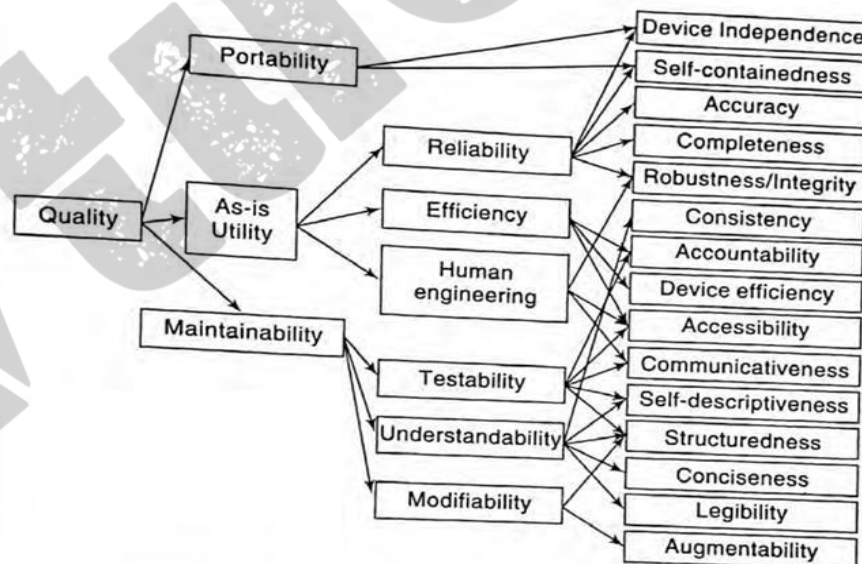 Quality
Portability
As-is
Utility
Maintainability
Reliability
Efficiency
Human
engineering
Testability
Understandability
Modifiability
Device Independence
Self-containedness
Accuracy
Completeness
Robustness/Integrity
Consistency
Accountability
Device efficiency
Accessibility
Communicativeness
Self-descriptiveness
Structuredness
Conciseness
Legibility
Augmentability